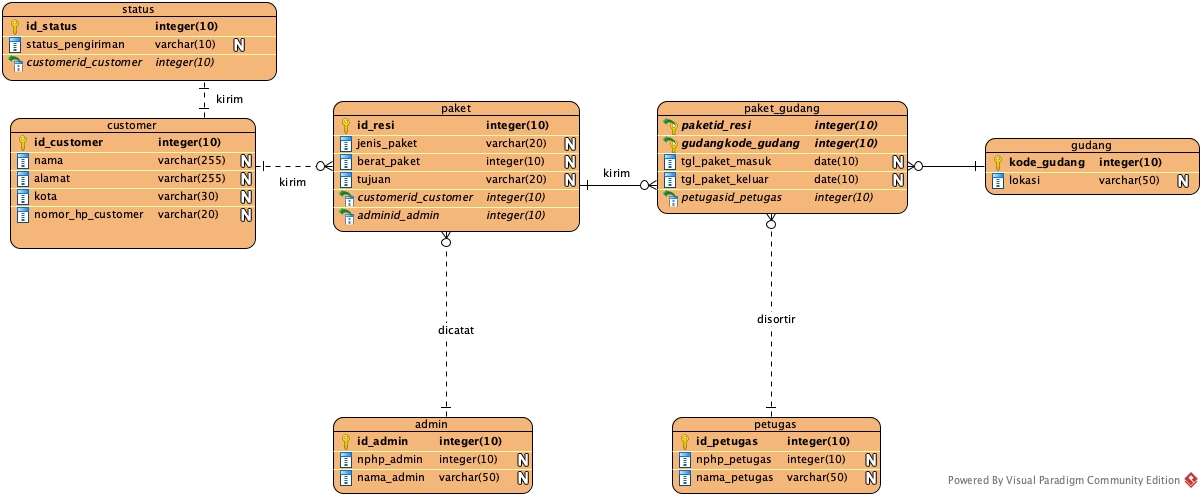 status
id_status integer(10)
status_pengiriman varchar(10) N
customerid_customer integer(10)
kirim
customer
id_customer integer(10)
nama varchar(255) N
alamat varchar(255) N
kota varchar(30) N
nomor_hp_customer varchar(20) N
kirim
paket
id_resi integer(10)
jenis_paket varchar(20) N
berat_paket integer(10) N
tujuan varchar(20) N
customerid_customer integer(10)
adminid_admin integer(10)
kirim
paket_gudang
paketid_resi integer(10)
gudangkode_gudang integer(10)
tgl_paket_masuk date(10) N
tgl_paket_keluar date(10) N
petugasid_petugas integer(10)
gudang
kode_gudang integer(10)
lokasi varchar(50) N
dicatat
disortir
admin
id_admin integer(10)
nphp_admin integer(10) N
nama_admin varchar(50) N
petugas
id_petugas integer(10)
nphp_petugas integer(10) N
nama_petugas varchar(50) N
Powered By Visual Paradigm Community Edition